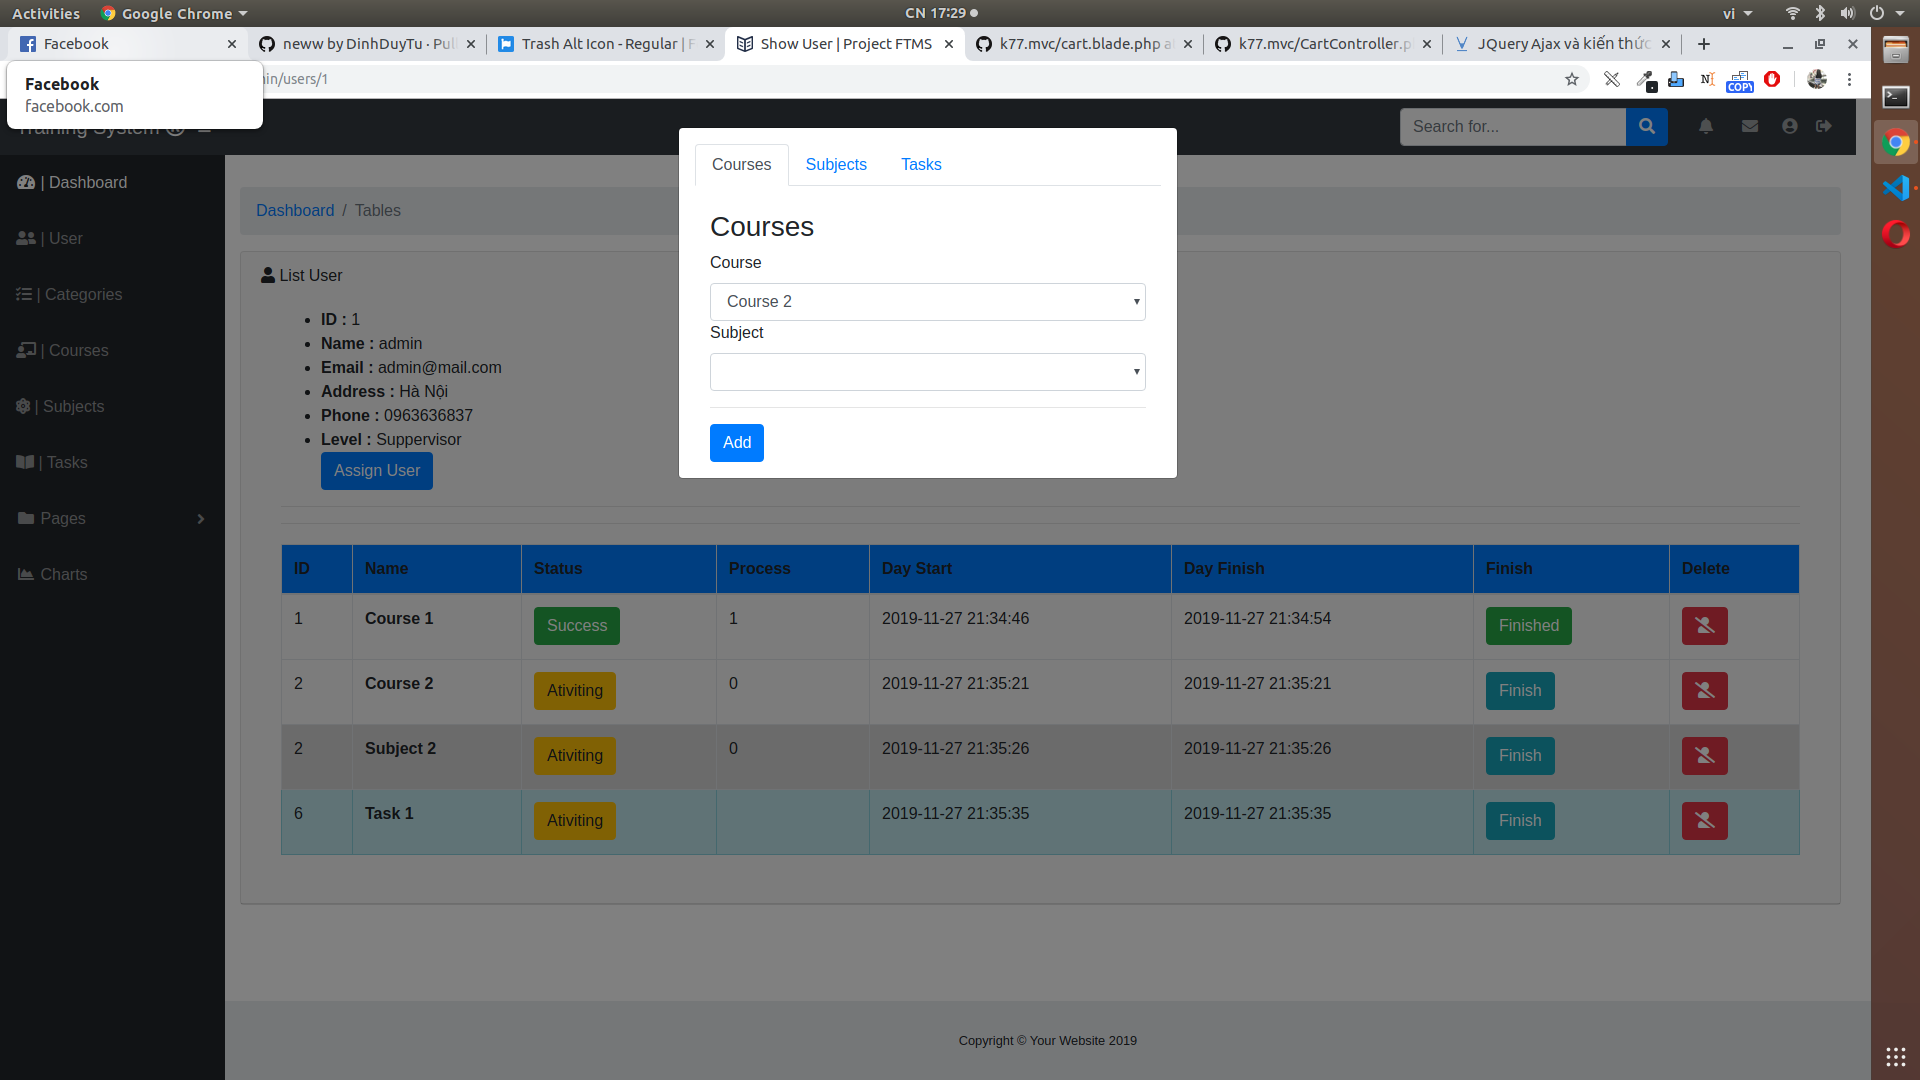 Activities Google Chrome CN 17:29 vi
Facebook neww by DinhDuyTu · Pull Trash Alt Icon - Regular | F Show User | Project FTMS k77.mvc/cart.blade.php a k77.mvc/CartController.p JQuery Ajax và kiến thức
Facebook
facebook.com
in/users/1
COPY
Training System
Search for...
Courses Subjects Tasks
Courses
Course
Course 2
Subject
Add
| Dashboard
| User
| Categories
| Courses
| Subjects
| Tasks
Pages
Charts
Dashboard / Tables
List User
ID : 1
Name : admin
Email : admin@mail.com
Address : Hà Nội
Phone : 0963636837
Level : Suppervisor
Assign User
ID Name Status Process Day Start Day Finish Finish Delete
1 Course 1 Success 1 2019-11-27 21:34:46 2019-11-27 21:34:54 Finished
2 Course 2 Ativiting 0 2019-11-27 21:35:21 2019-11-27 21:35:21 Finish
2 Subject 2 Ativiting 0 2019-11-27 21:35:26 2019-11-27 21:35:26 Finish
6 Task 1 Ativiting 2019-11-27 21:35:35 2019-11-27 21:35:35 Finish
Copyright © Your Website 2019